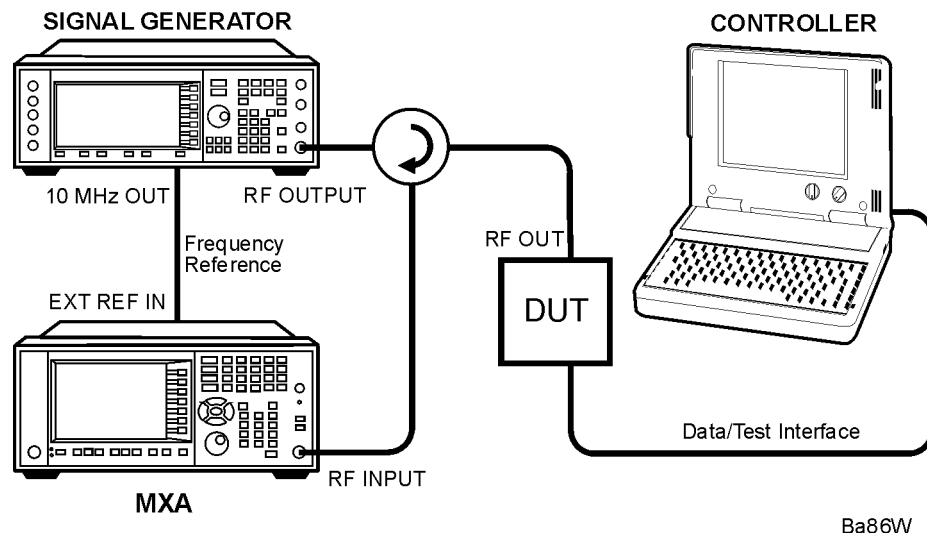 SIGNAL GENERATOR
CONTROLLER
10 MHz OUT
RF OUTPUT
Frequency
Reference
RF OUT
EXT REF IN
DUT
Data/Test Interface
RF INPUT
MXA
Ba86W